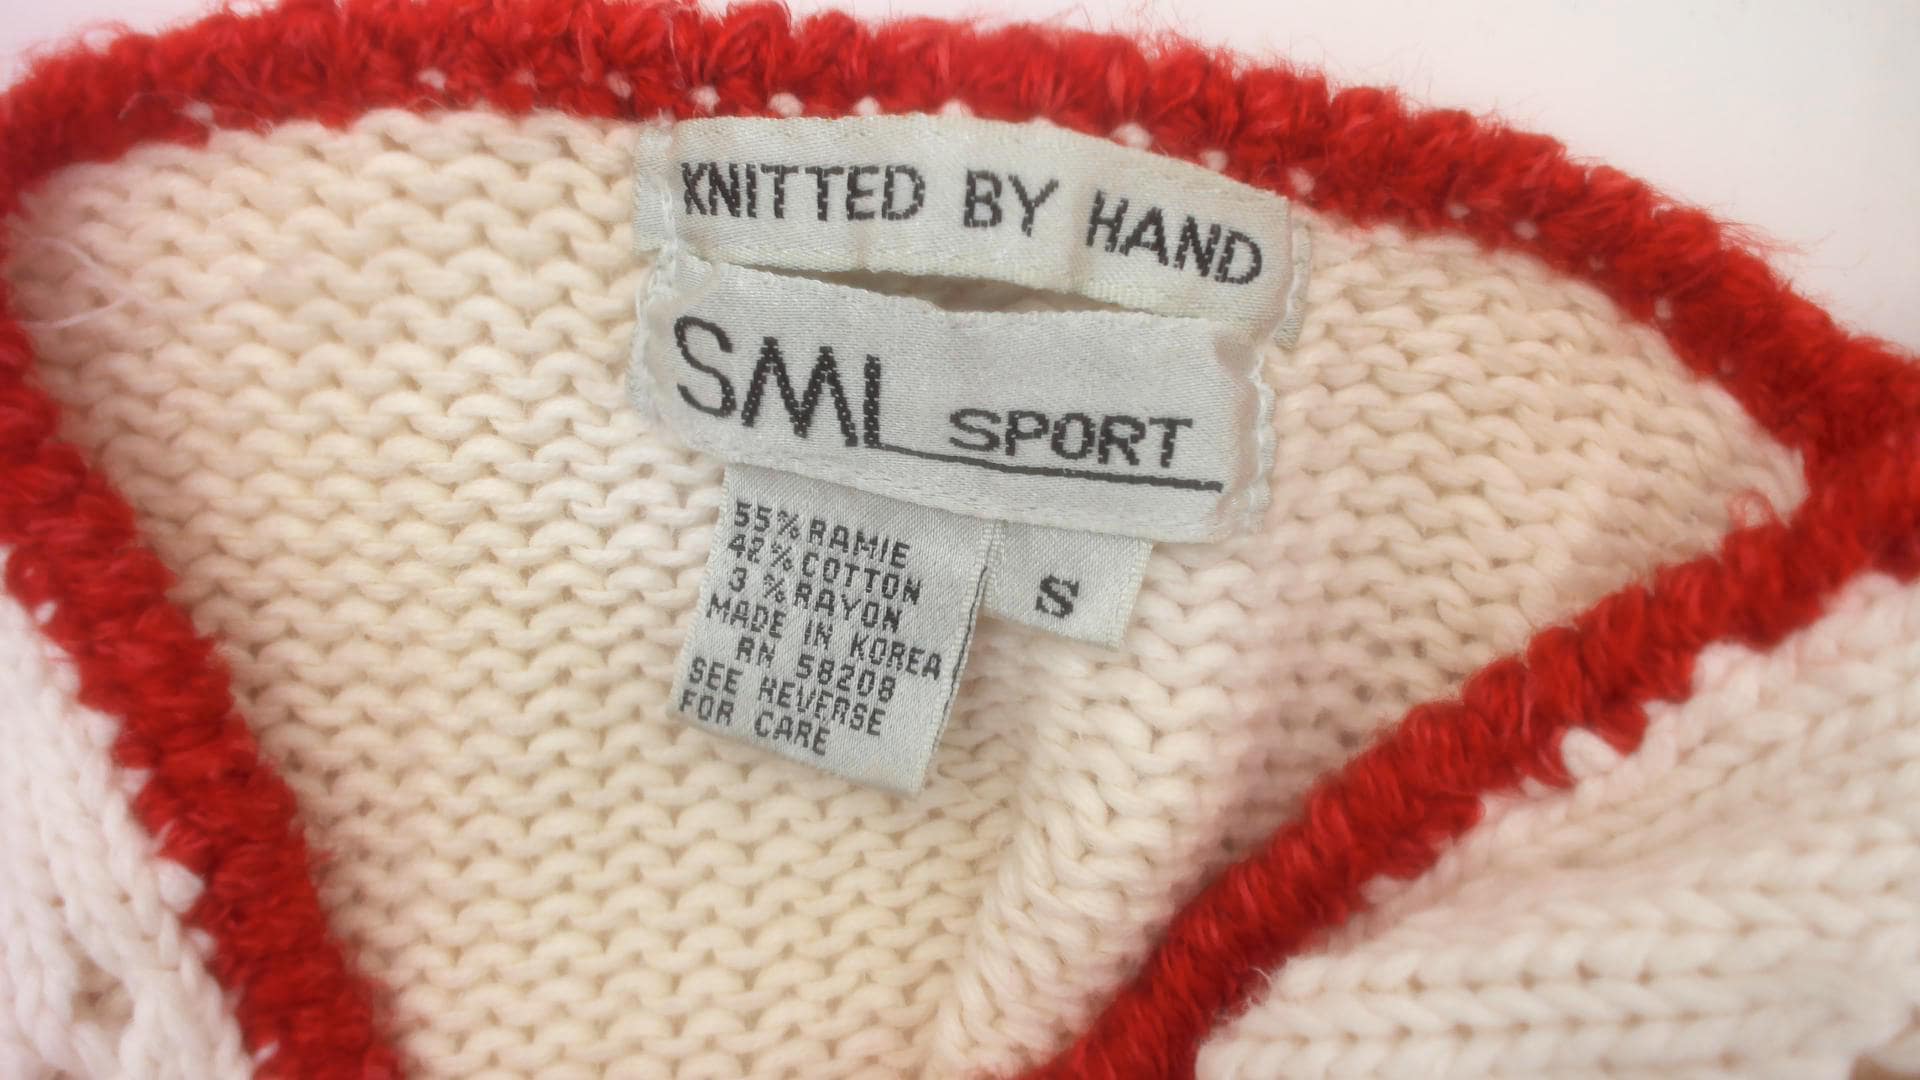 KNITTED BY HAND
SML SPORT
55% RAMIE
42% COTTON
3 % RAYON
MADE IN KOREA
RN 58208
SEE REVERSE
FOR CARE
S